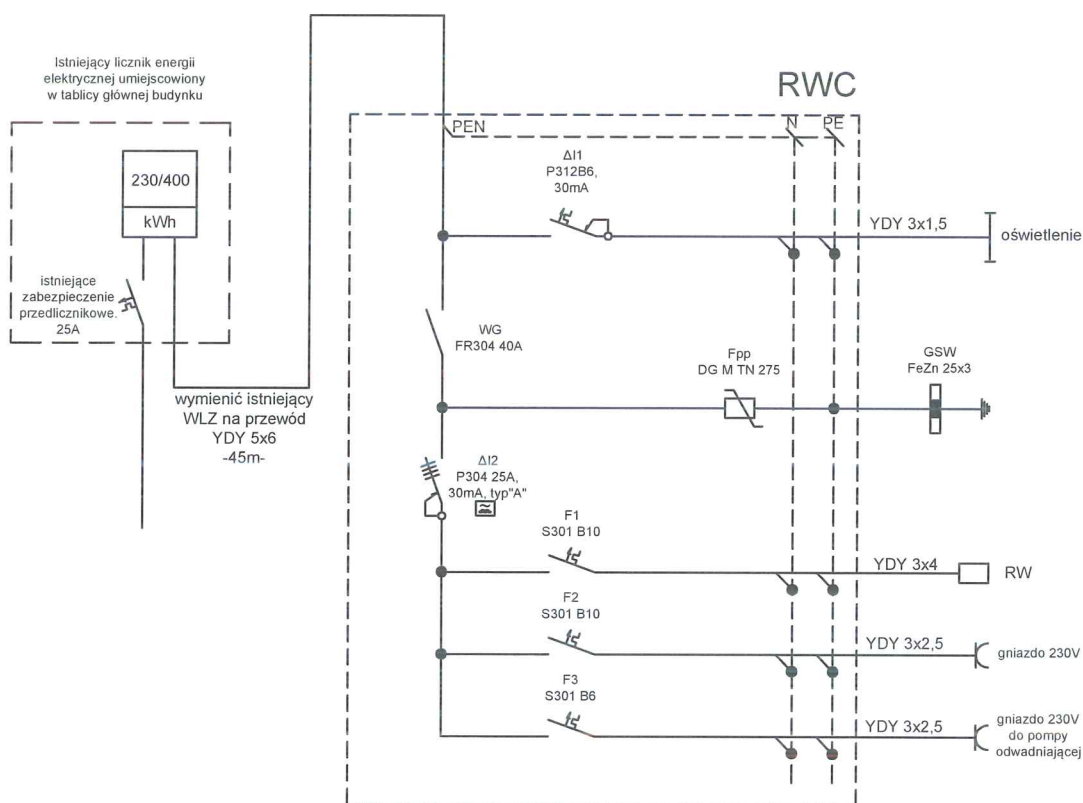 Istniejący licznik energii
elektrycznej umiejscowiony
w tablicy głównej budynku
230/400
kWh
istniejące
zabezpieczenie
przedlicznikowe.
25A
wymienić istniejący
WLZ na przewód
YDY 5x6
-45m-
RWC
PEN
N
PE
ΔI1
P312B6,
30mA
YDY 3x1,5
oświetlenie
WG
FR304 40A
Fpp
DG M TN 275
GSW
FeZn 25x3
ΔI2
P304 25A,
30mA, typ"A"
F1
S301 B10
YDY 3x4
RW
F2
S301 B10
YDY 3x2,5
gniazdo 230V
F3
S301 B6
YDY 3x2,5
gniazdo 230V
do pompy
odwadniającej